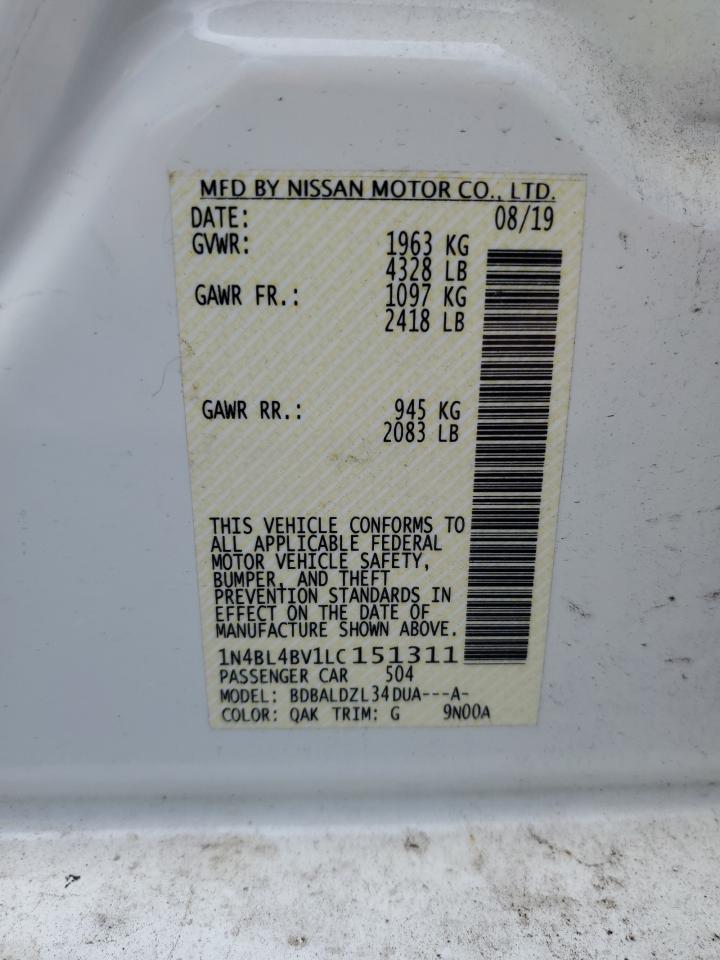 MFD BY NISSAN MOTOR CO., LTD.
DATE: 08/19
GVWR: 1963 KG
4328 LB
GAWR FR.: 1097 KG
2418 LB
GAWR RR.: 945 KG
2083 LB
THIS VEHICLE CONFORMS TO
ALL APPLICABLE FEDERAL
MOTOR VEHICLE SAFETY,
BUMPER, AND THEFT
PREVENTION STANDARDS IN
EFFECT ON THE DATE OF
MANUFACTURE SHOWN ABOVE.
1N4BL4BV1LC151311
PASSENGER CAR 504
MODEL: BDBALDZL34DUA---A-
COLOR: QAK TRIM: G 9N00A